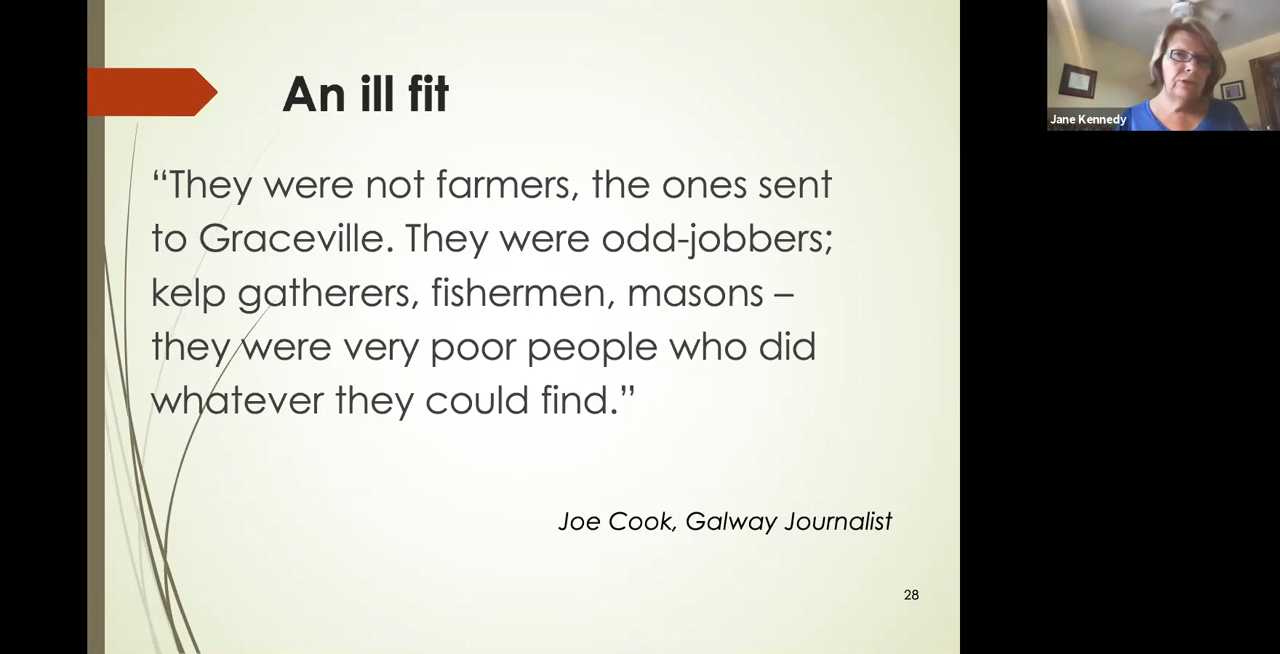 An ill fit
“They were not farmers, the ones sent
to Graceville. They were odd-jobbers;
kelp gatherers, fishermen, masons –
they were very poor people who did
whatever they could find.”
Joe Cook, Galway Journalist
28
Jane Kennedy